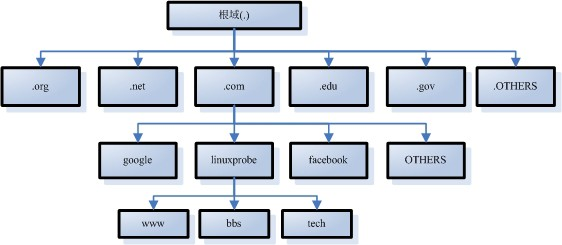 根域(.)
.org .net .com .edu .gov .OTHERS
google linuxprobe facebook OTHERS
www bbs tech